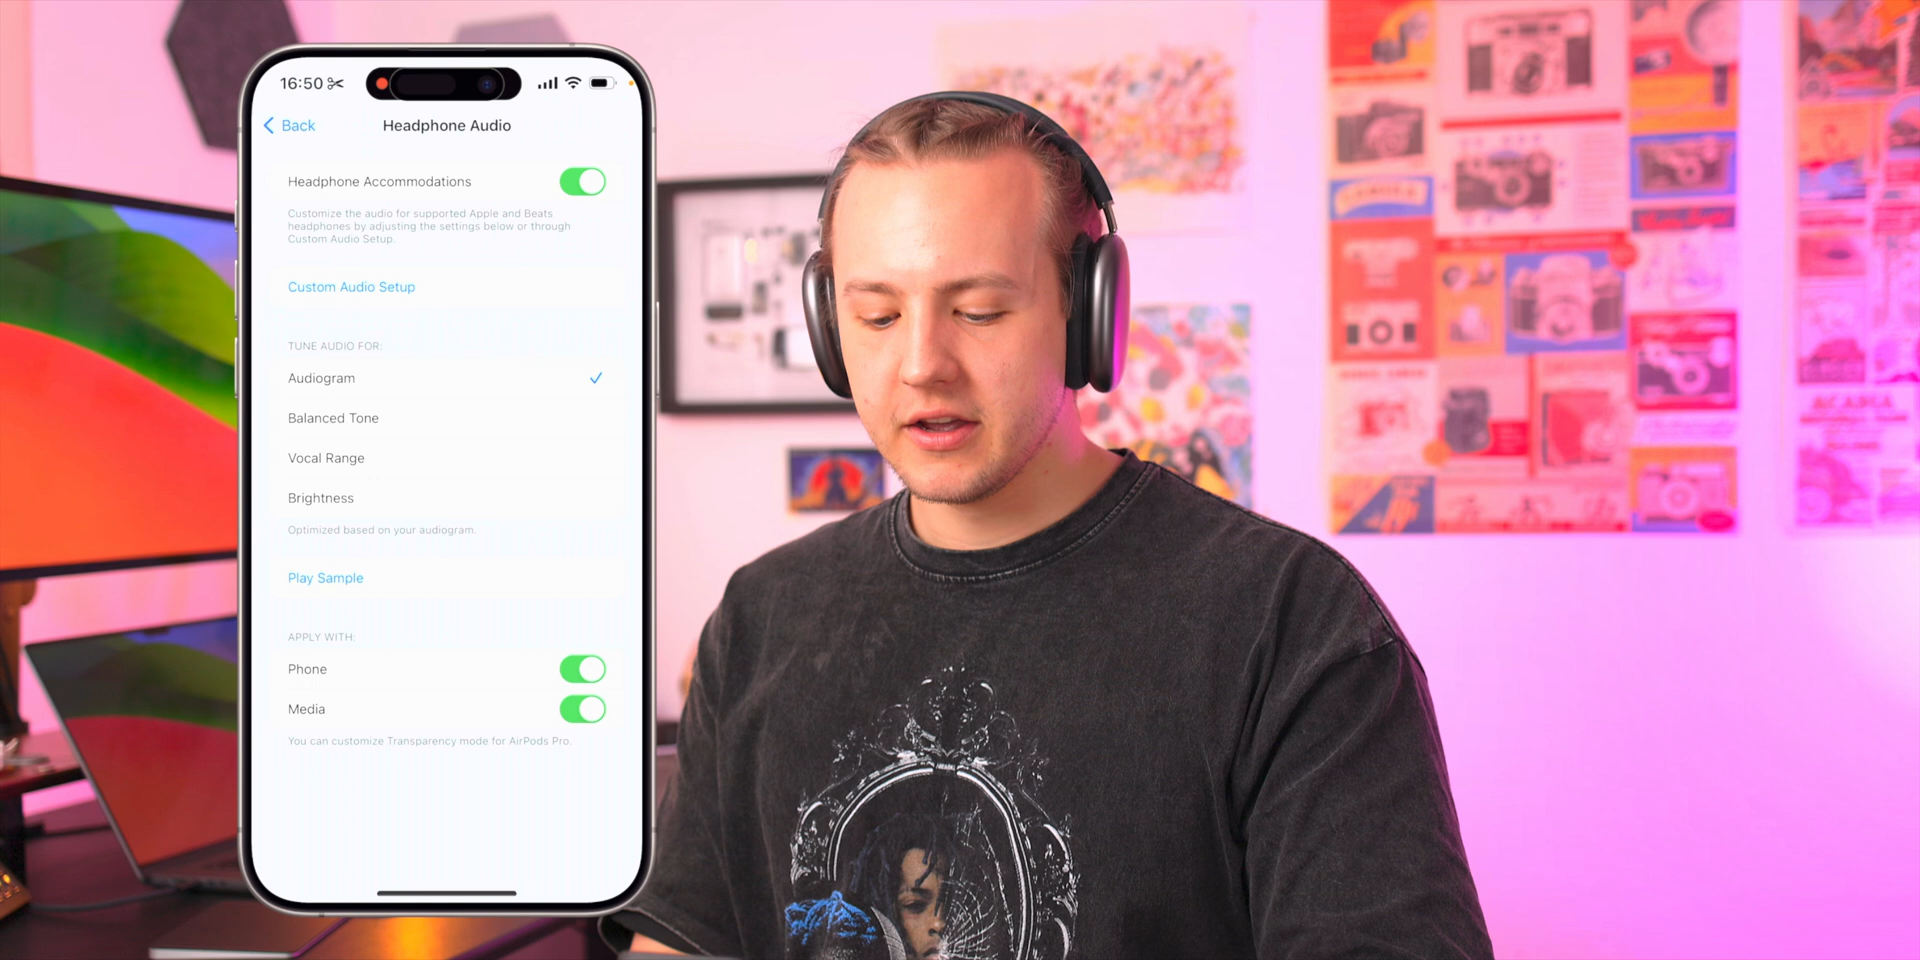 16:50
Back
Headphone Audio
Headphone Accommodations
Customize the audio for supported Apple and Beats
headphones by adjusting the settings below or through
Custom Audio Setup.
Custom Audio Setup
TUNE AUDIO FOR:
Audiogram
Balanced Tone
Vocal Range
Brightness
Optimized based on your audiogram.
Play Sample
APPLY WITH:
Phone
Media
You can customize Transparency mode for AirPods Pro.